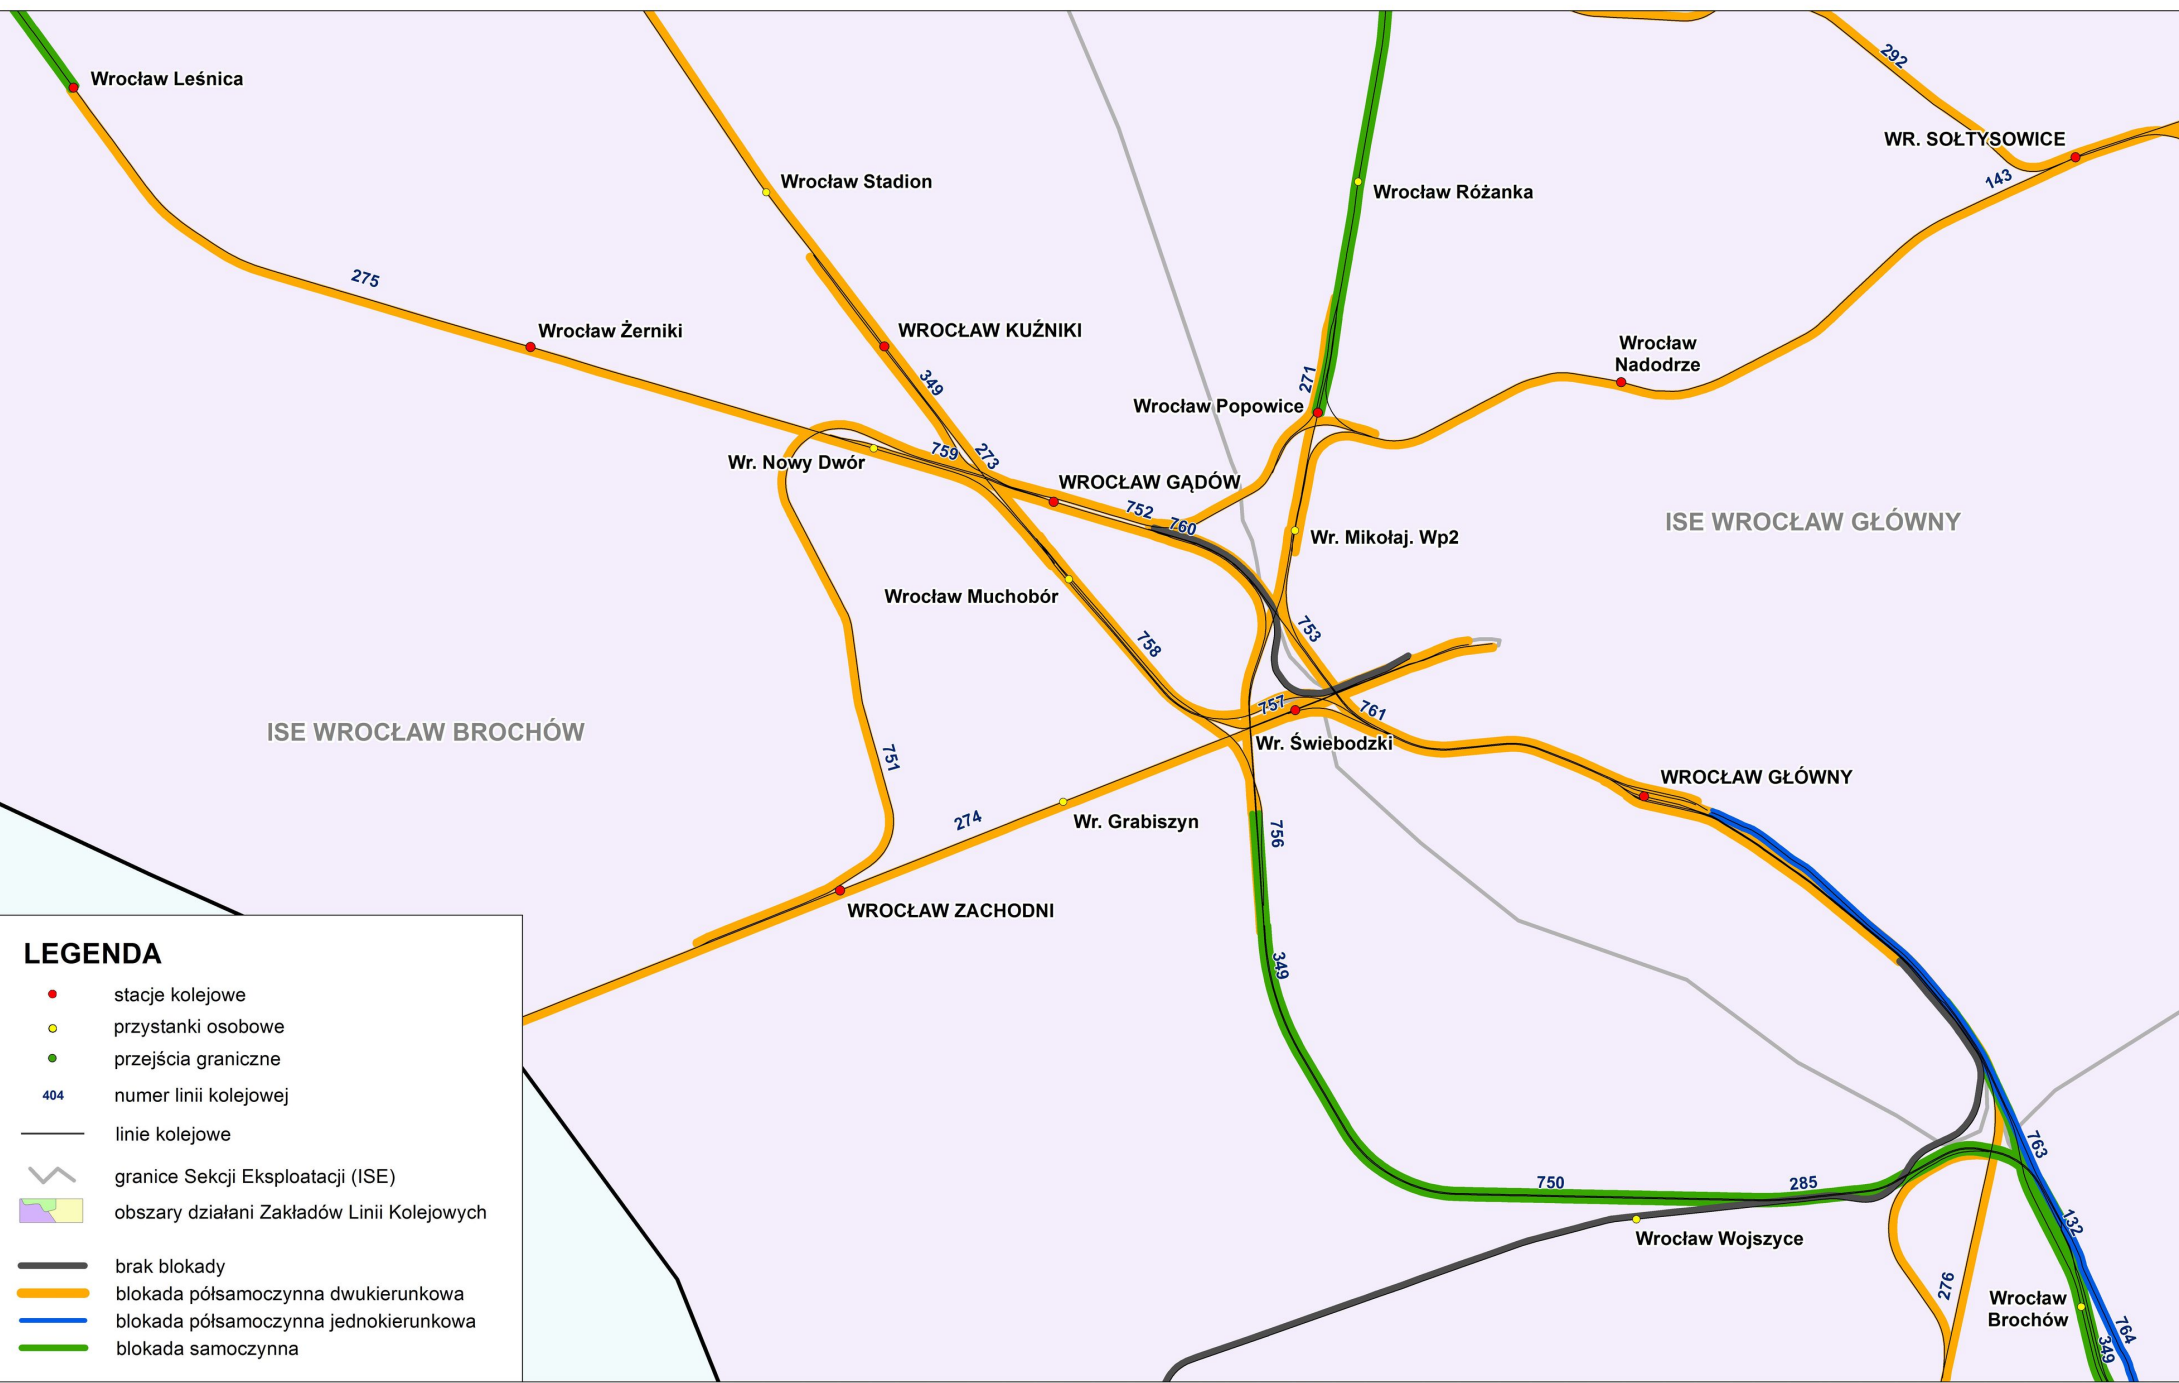 292
Wrocław Leśnica
WR. SOŁTYSOWICE
143
Wrocław Stadion
Wrocław Różanka
275
Wrocław Żerniki
WROCŁAW KUŹNIKI
349
271
Wrocław
Nadodrze
Wrocław Popowice
759
273
Wr. Nowy Dwór
WROCŁAW GĄDÓW
752
760
ISE WROCŁAW GŁÓWNY
Wr. Mikołaj. Wp2
Wrocław Muchobór
758
753
757
761
ISE WROCŁAW BROCHÓW
751
Wr. Świebodzki
WROCŁAW GŁÓWNY
274
Wr. Grabiszyn
756
WROCŁAW ZACHODNI
349
750
285
763
Wrocław Wojszyce
132
276
Wrocław
Brochów
764
349
LEGENDA
stacje kolejowe
przystanki osobowe
przejścia graniczne
404
numer linii kolejowej
linie kolejowe
granice Sekcji Eksploatacji (ISE)
obszary działani Zakładów Linii Kolejowych
brak blokady
blokada półsamoczynna dwukierunkowa
blokada półsamoczynna jednokierunkowa
blokada samoczynna